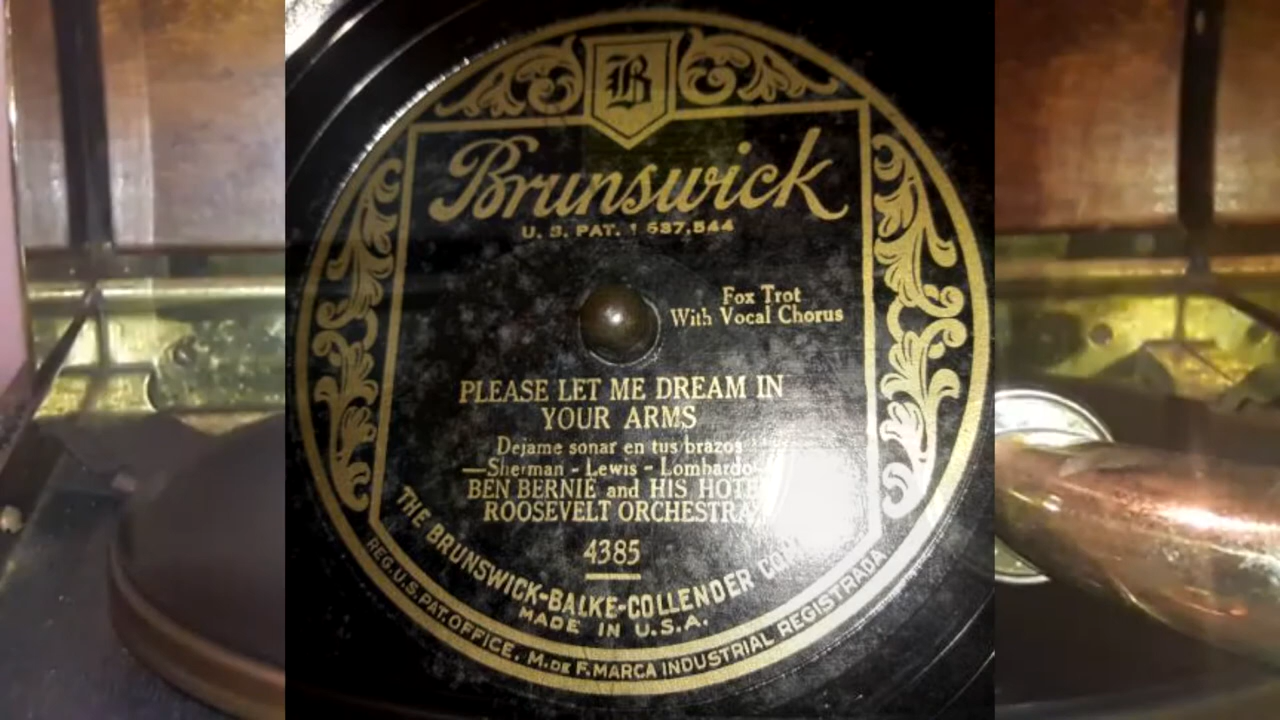 B
Brunswick
U. S. PAT. 1 637,544
Fox Trot
With Vocal Chorus
PLEASE LET ME DREAM IN
YOUR ARMS
Dejame sonar en tus brazos
—Sherman - Lewis - Lombardo-
BEN BERNIE and HIS HOTE
ROOSEVELT ORCHESTRA
4385
THE BRUNSWICK-BALKE-COLLENDER CO
MADE IN U.S.A.
REG.U.S.PAT.OFFICE. M.DE F.MARCA INDUSTRIAL REGISTRADA